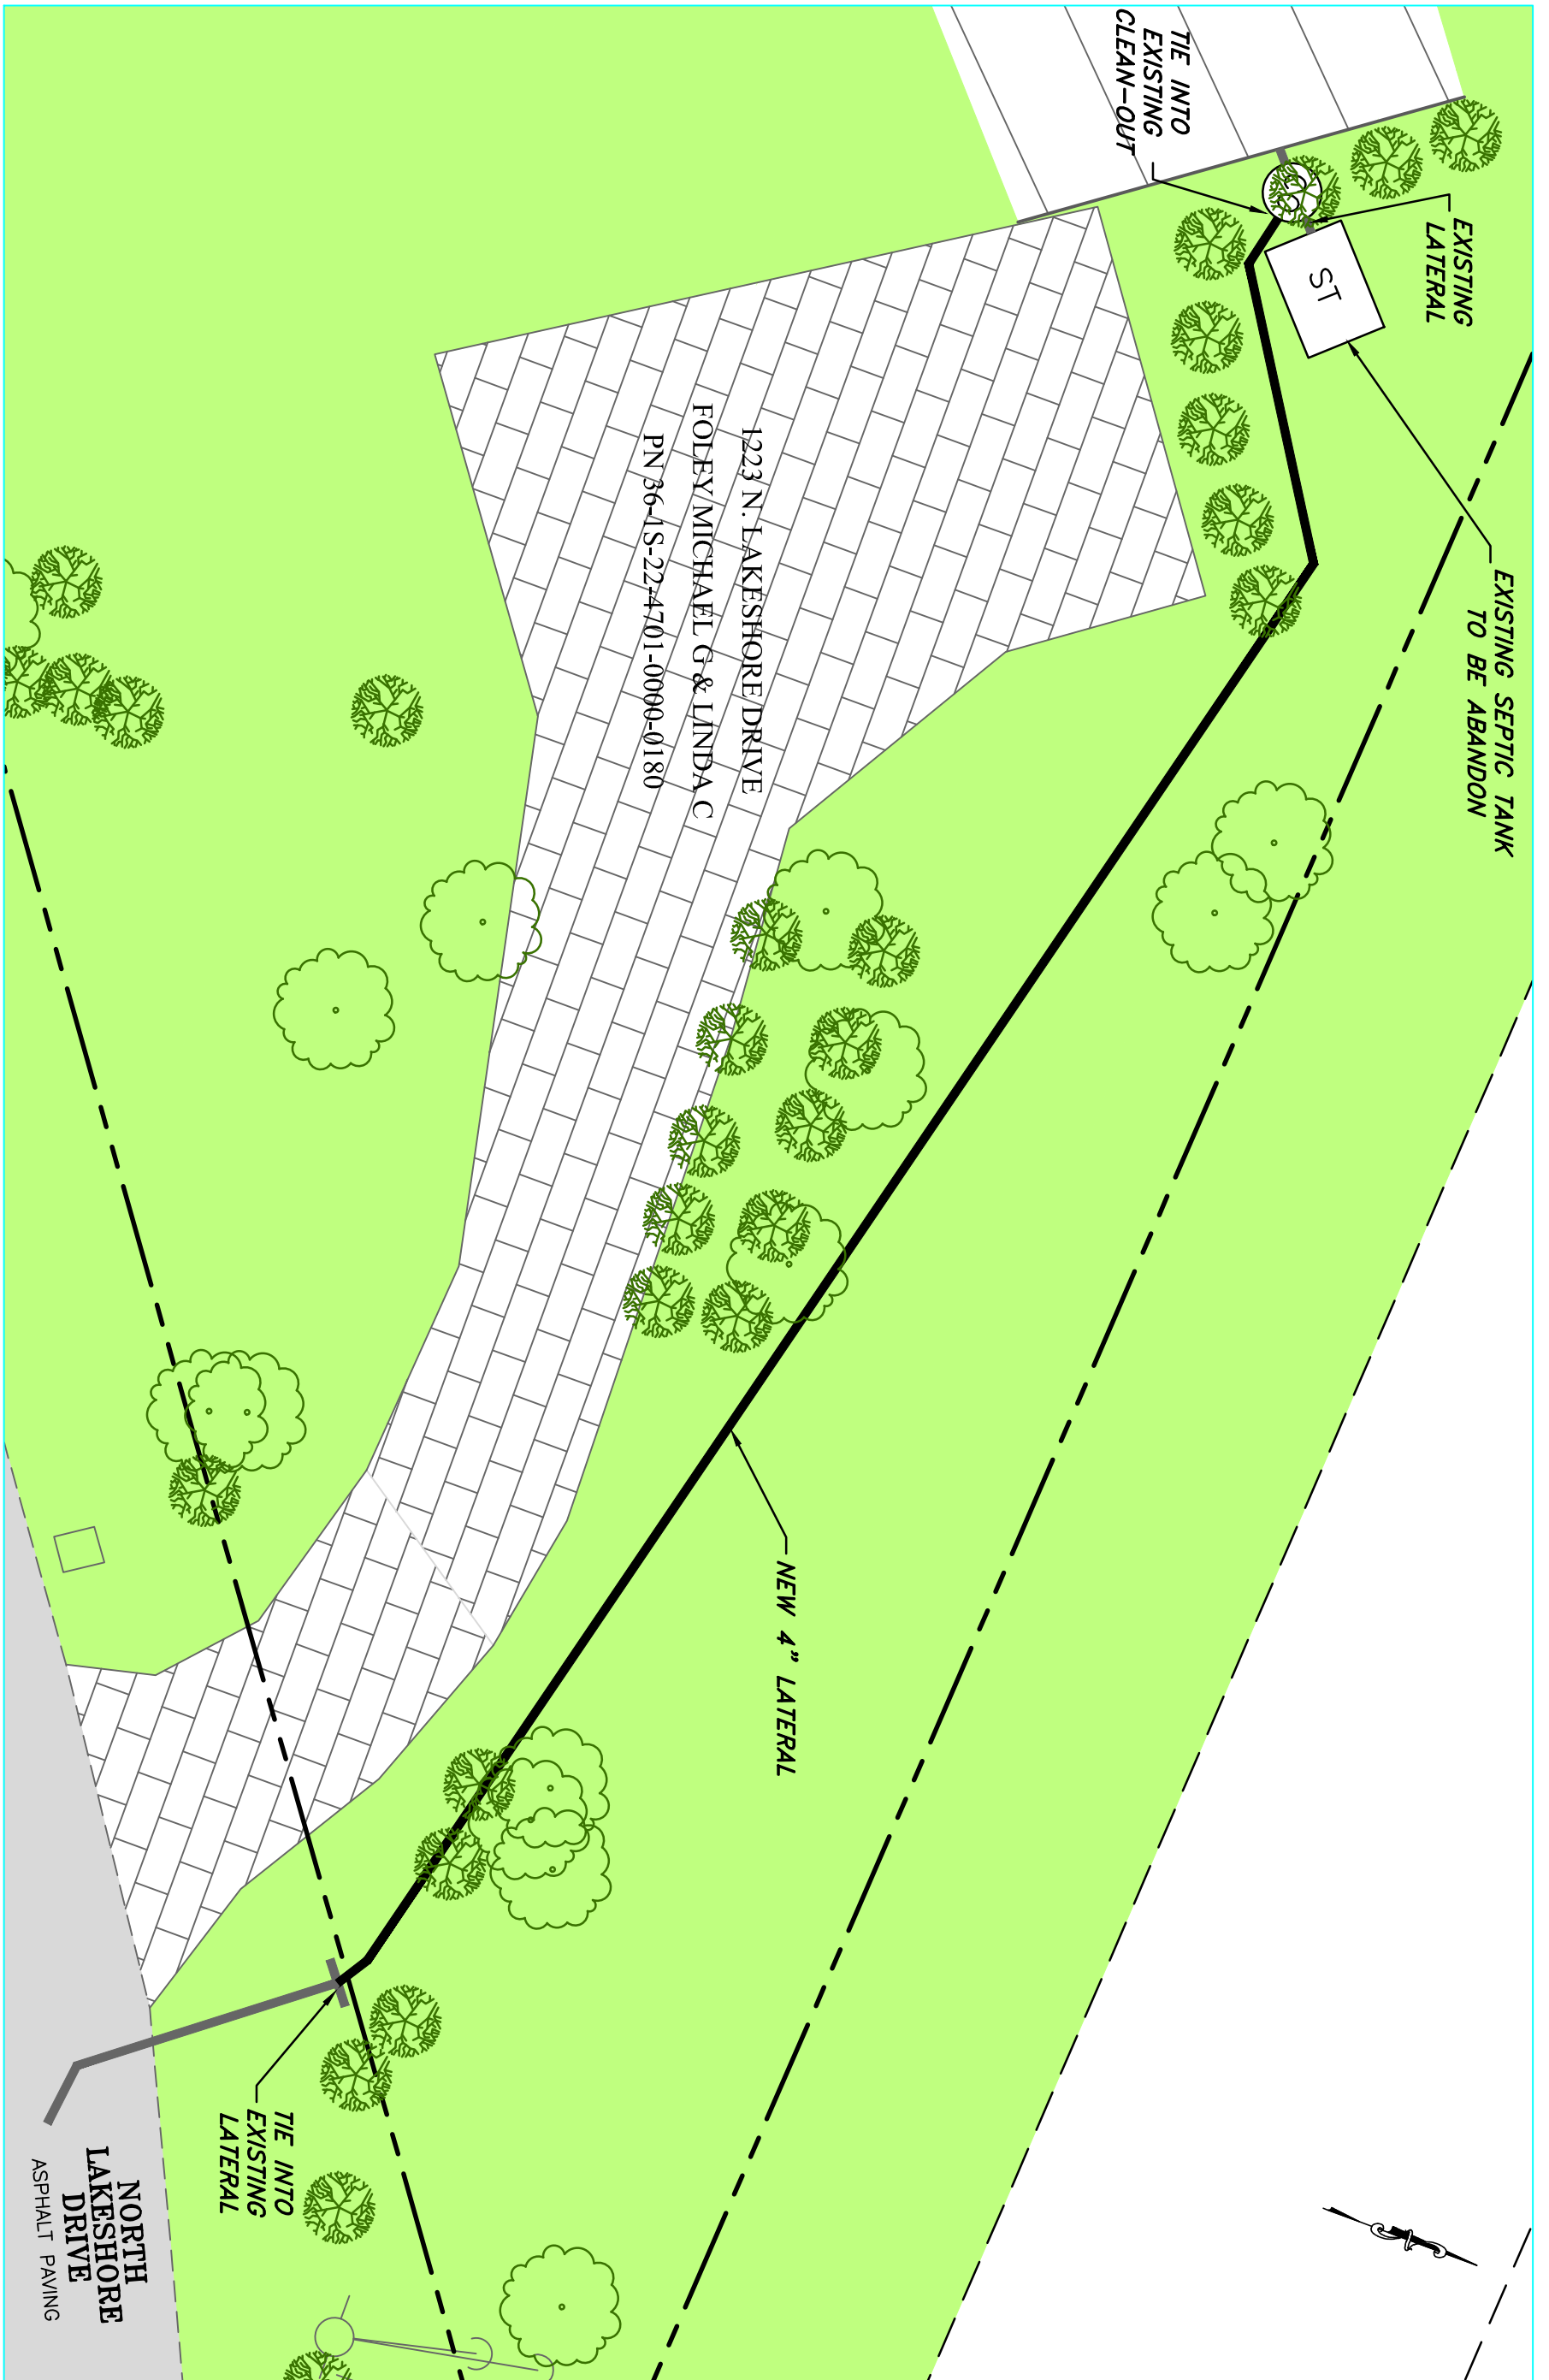 TIE INTO
EXISTING
CLEAN-OUT
CO
EXISTING
LATERAL
ST
EXISTING SEPTIC TANK
TO BE ABANDON
1223 N. LAKESHORE DRIVE
FOLEY MICHAEL G & LINDA C
PN 36-1S-22-4701-0000-0180
NEW 4" LATERAL
TIE INTO
EXISTING
LATERAL
NORTH
LAKESHORE
DRIVE
ASPHALT PAVING